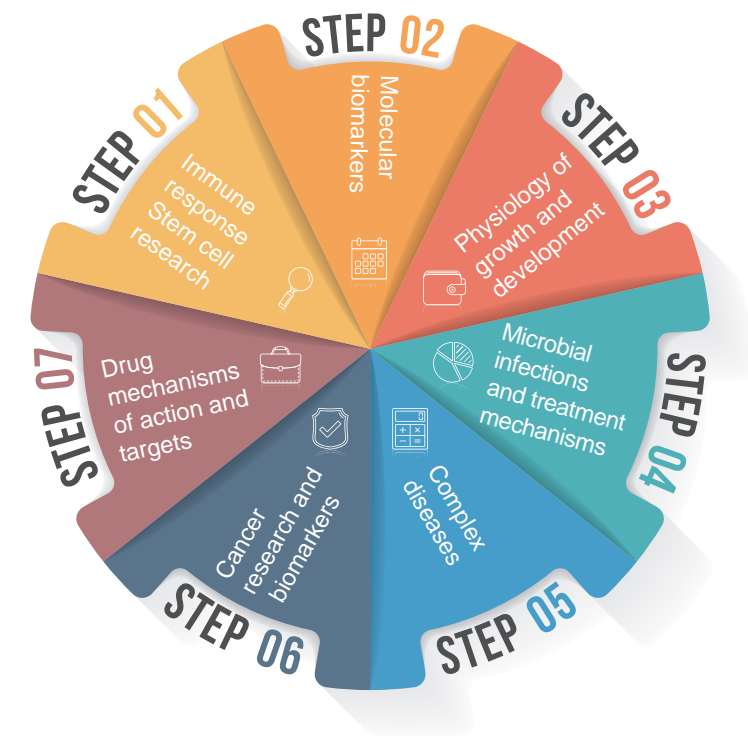 STEP 01
Immune
response
Stem cell
research
STEP 02
Molecular
biomarkers
STEP 03
Physiology of
growth and
development
STEP 04
Microbial
infections
and treatment
mechanisms
STEP 05
Complex
diseases
STEP 06
Cancer
research and
biomarkers
STEP 07
Drug
mechanisms
of action and
targets